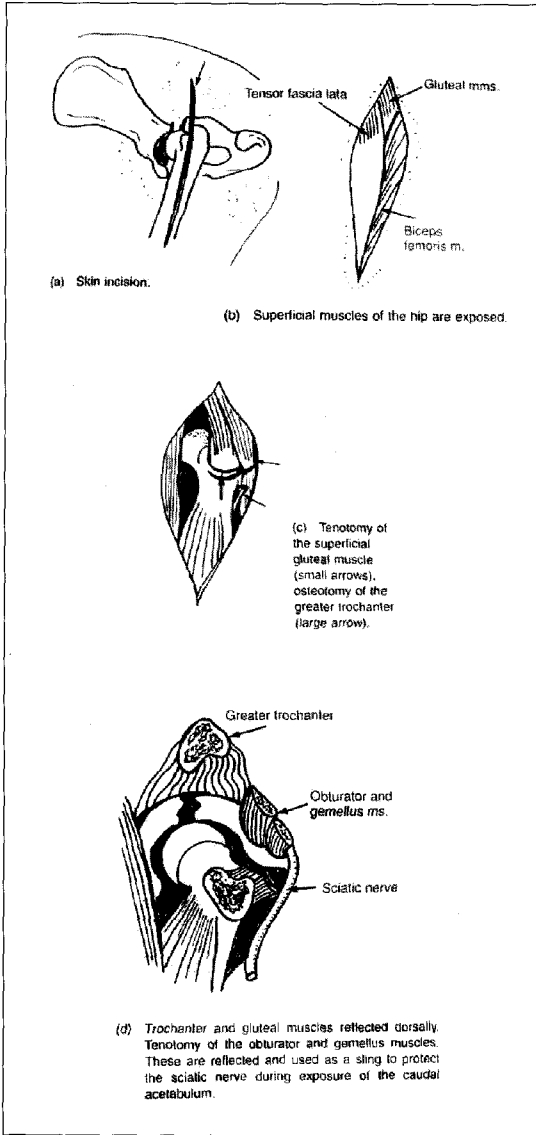 Tensor fascia lata
Gluteal mms.
Biceps
femoris m.
(a) Skin incision.
(b) Superficial muscles of the hip are exposed.
(c) Tenotomy of
the superficial
gluteal muscle
(small arrows),
osteotomy of the
greater trochanter
(large arrow).
Greater trochanter
Obturator and
gemellus ms.
Sciatic nerve
(d) Trochanter and gluteal muscles reflected dorsally.
Tenotomy of the obturator and gemellus muscles.
These are reflected and used as a sling to protect
the sciatic nerve during exposure of the caudal
acetabulum.